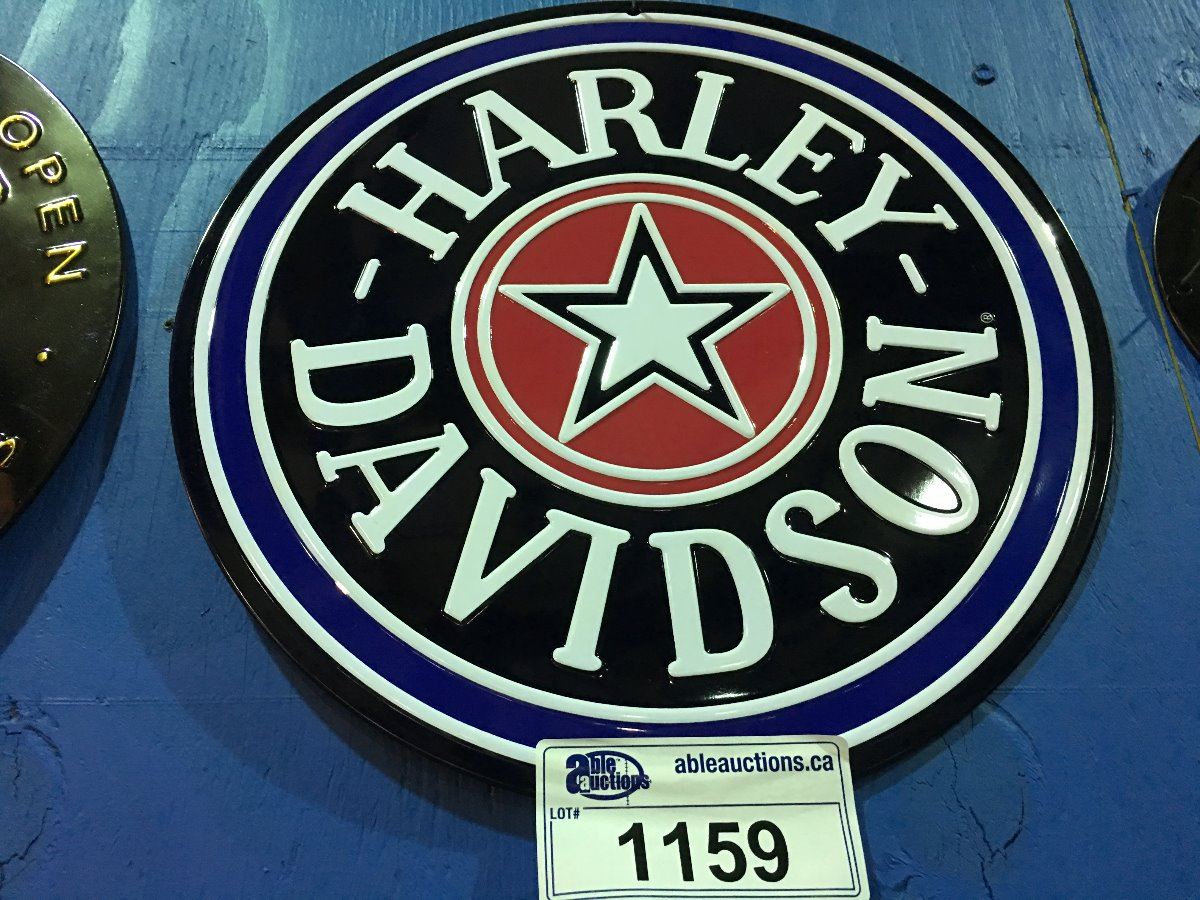 OPEN
HARLEY
- DAVIDSON -
®
able auctions
ableauctions.ca
LOT#
1159